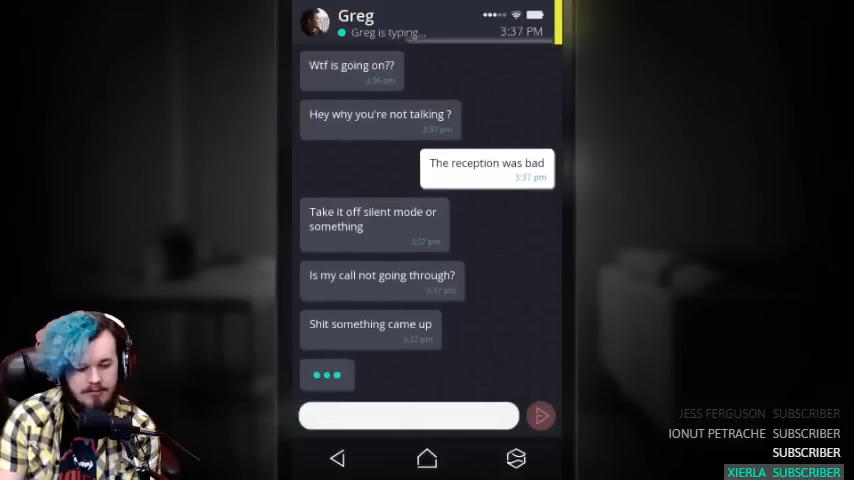 Greg
Greg is typing...
3:37 PM
Wtf is going on??
3:36 pm
Hey why you're not talking ?
3:37 pm
The reception was bad
3:37 pm
Take it off silent mode or
something
3:37 pm
Is my call not going through?
3:37 pm
Shit something came up
3:37 pm
JESS FERGUSON SUBSCRIBER
IONUT PETRACHE SUBSCRIBER
SUBSCRIBER
XIERLA SUBSCRIBER